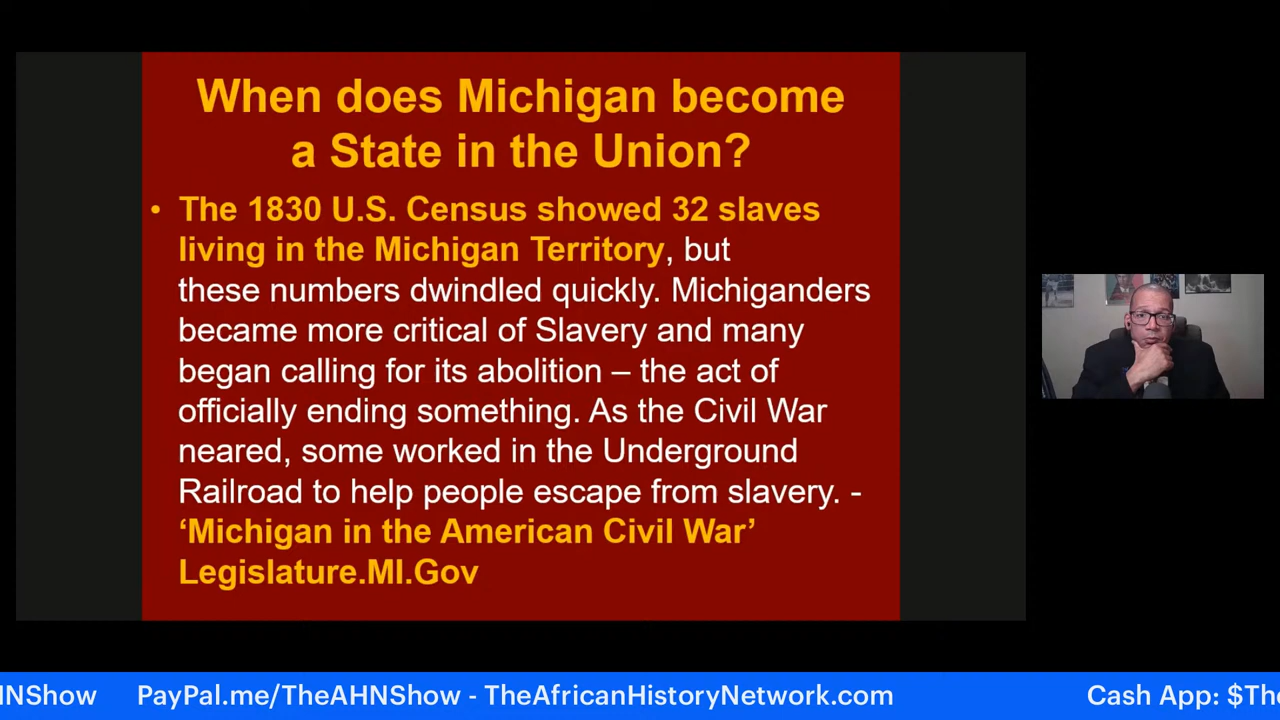 When does Michigan become
a State in the Union?
• The 1830 U.S. Census showed 32 slaves
living in the Michigan Territory, but
these numbers dwindled quickly. Michiganders
became more critical of Slavery and many
began calling for its abolition – the act of
officially ending something. As the Civil War
neared, some worked in the Underground
Railroad to help people escape from slavery. -
‘Michigan in the American Civil War’
Legislature.MI.Gov
HNShow PayPal.me/TheAHNShow - TheAfricanHistoryNetwork.com Cash App: $The